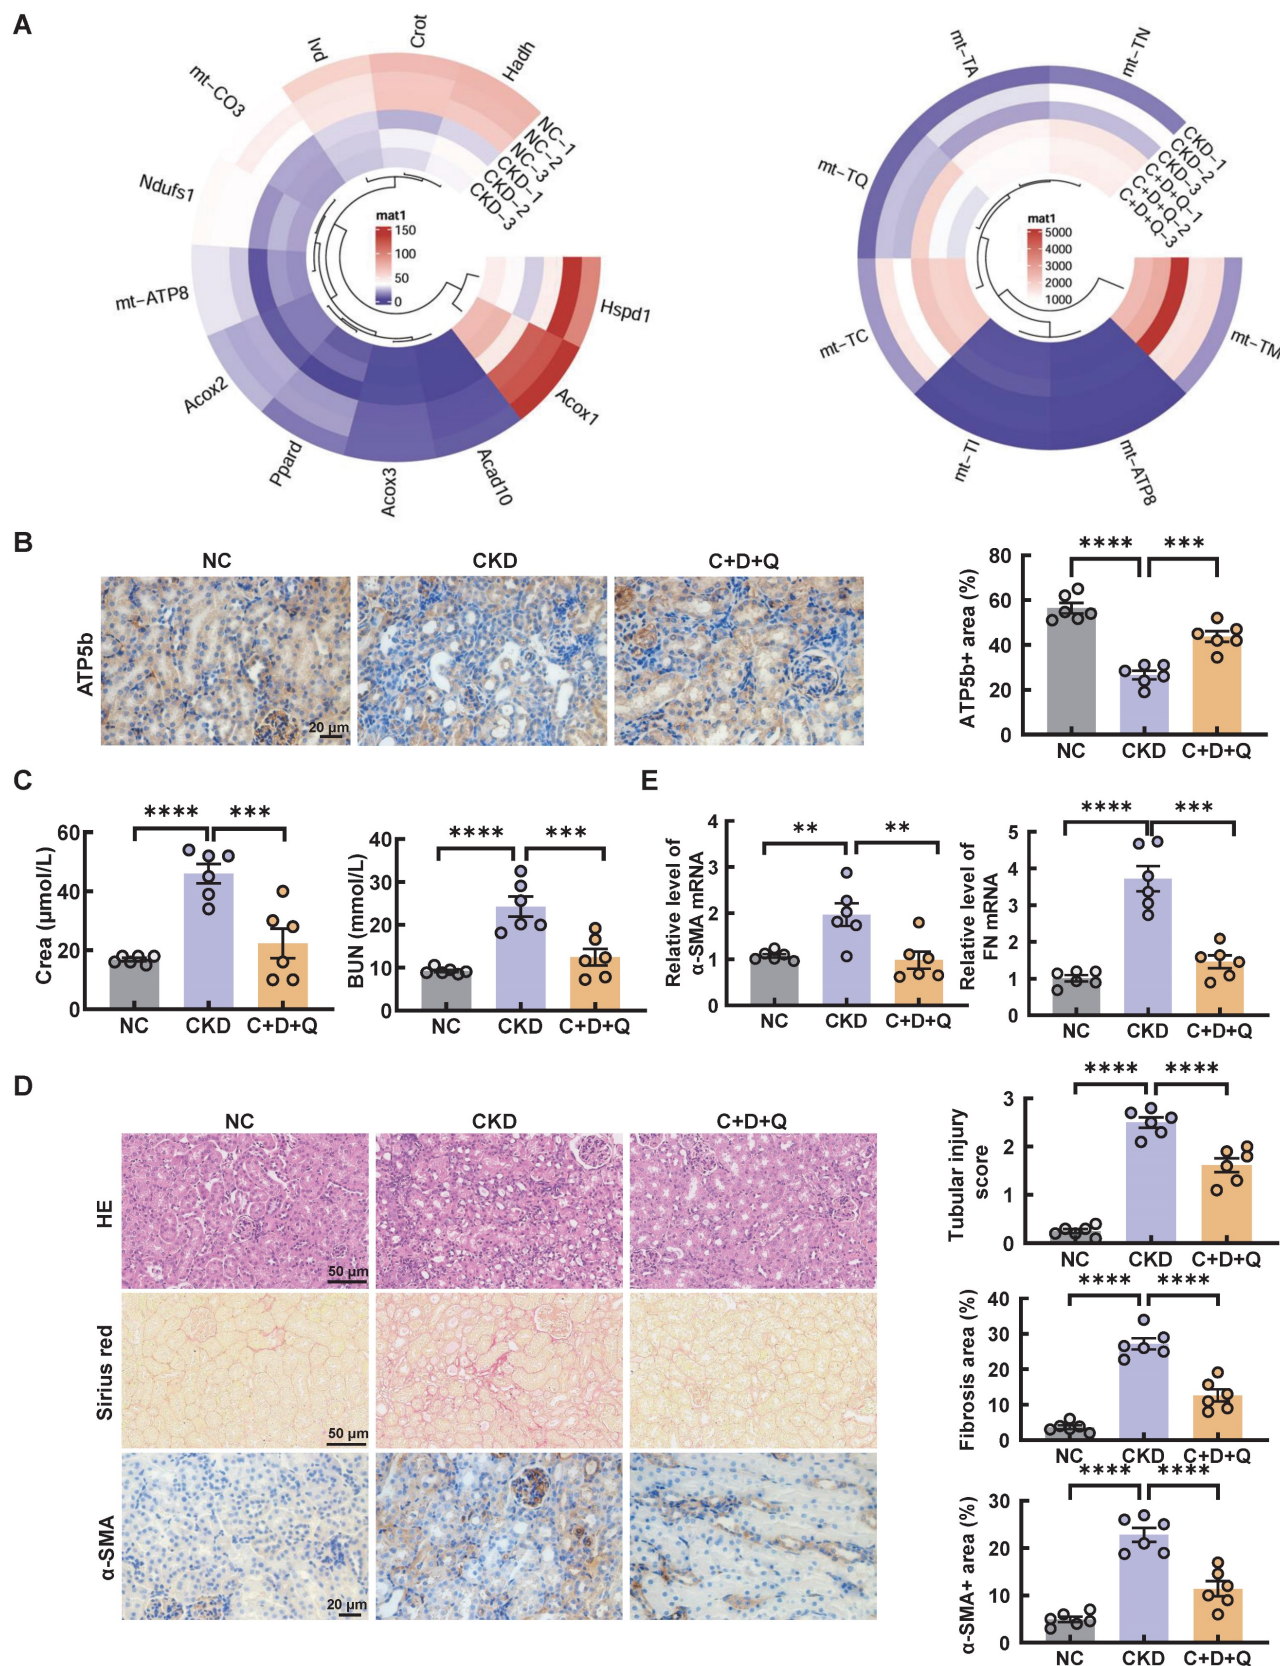 A
mt-CO3
Ivd
Crot
Hadh
NC-1
NC-2
NC-3
CKD-1
CKD-2
CKD-3
Ndufs1
mt-ATP8
Acox2
Ppard
Acox3
Acad10
Acox1
Hspd1
mat1
150
100
50
0
mt-TA
mt-TN
CKD-1
CKD-2
CKD-3
C+D+Q-1
C+D+Q-2
C+D+Q-3
mt-TQ
mt-TC
mt-TI
mt-ATP8
mt-TM
mat1
5000
4000
3000
2000
1000
B
NC
CKD
C+D+Q
ATP5b
20 μm
ATP5b+ area (%)
80
60
40
20
0
****
***
NC
CKD
C+D+Q
C
Crea (μmol/L)
60
40
20
0
****
***
NC
CKD
C+D+Q
BUN (mmol/L)
40
30
20
10
0
****
***
NC
CKD
C+D+Q
E
Relative level of
α-SMA mRNA
4
3
2
1
0
**
**
NC
CKD
C+D+Q
Relative level of
FN mRNA
5
4
3
2
1
0
****
***
NC
CKD
C+D+Q
D
NC
CKD
C+D+Q
HE
50 μm
Sirius red
50 μm
α-SMA
20 μm
Tubular injury
score
3
2
1
0
****
****
NC
CKD
C+D+Q
Fibrosis area (%)
40
30
20
10
0
****
****
NC
CKD
C+D+Q
α-SMA+ area (%)
30
20
10
0
****
****
NC
CKD
C+D+Q